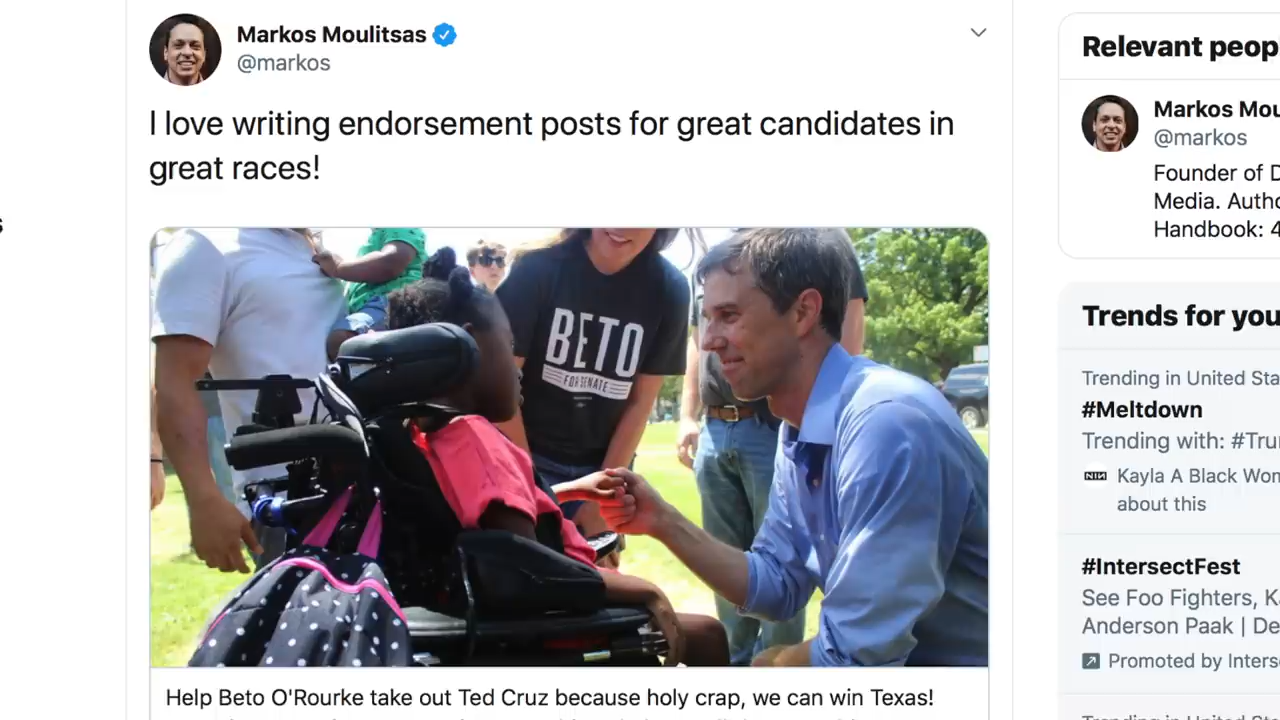 Markos Moulitsas
@markos
I love writing endorsement posts for great candidates in
great races!
BETO
FOR SENATE
Help Beto O'Rourke take out Ted Cruz because holy crap, we can win Texas!
s
Relevant peop
Markos Mou
@markos
Founder of D
Media. Autho
Handbook: 4
Trends for you
Trending in United Sta
#Meltdown
Trending with: #Tru
NIN
Kayla A Black Won
about this
#IntersectFest
See Foo Fighters, K
Anderson Paak | De
Promoted by Inters